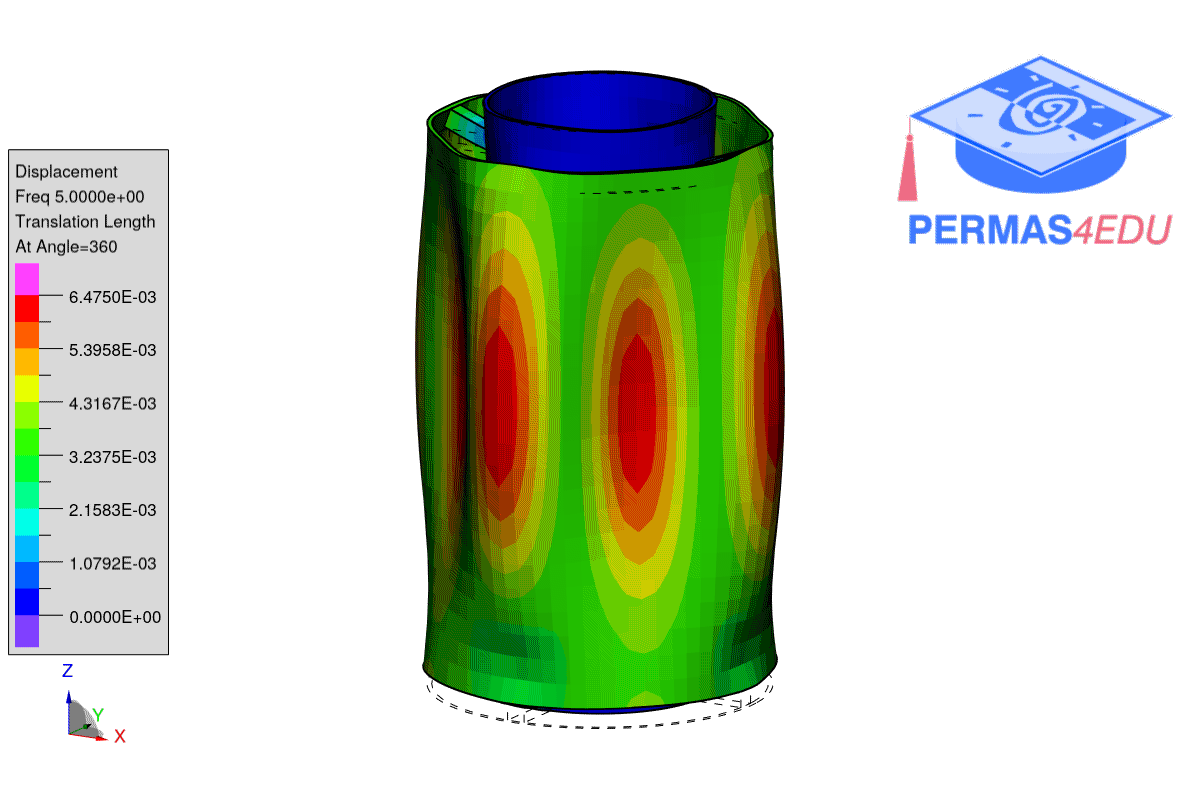 Displacement
Freq 5.0000e+00
Translation Length
At Angle=360
6.4750E-03
5.3958E-03
4.3167E-03
3.2375E-03
2.1583E-03
1.0792E-03
0.0000E+00
Z
Y
X
PERMAS4EDU